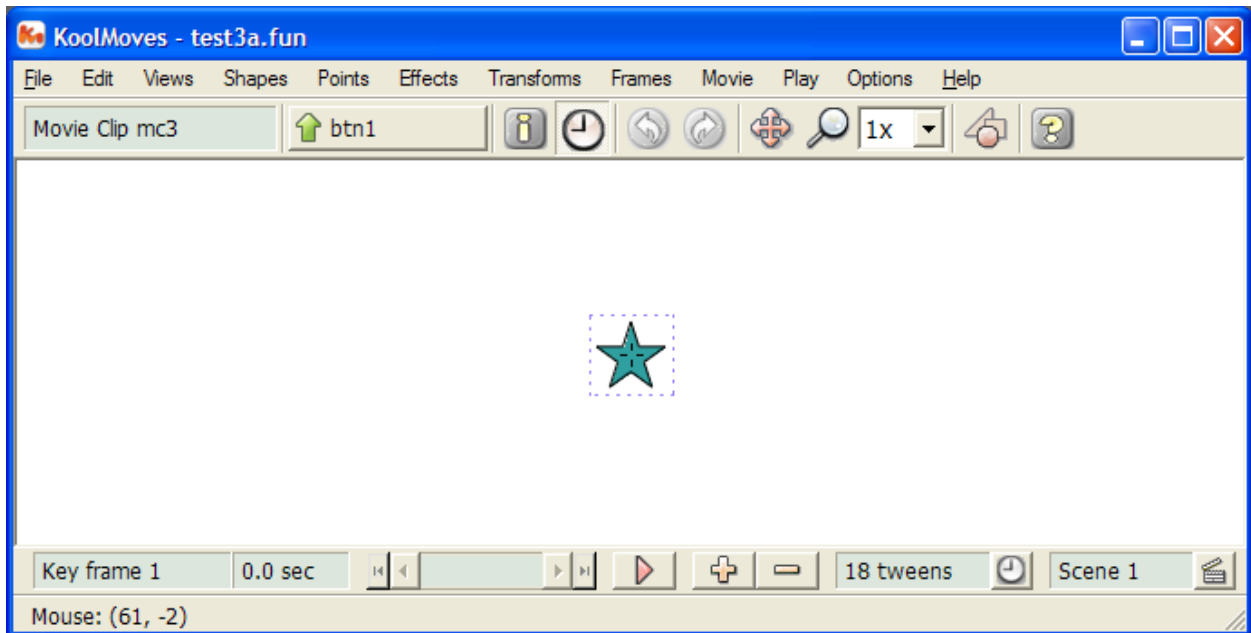 Ko KoolMoves - test3a.fun
File Edit Views Shapes Points Effects Transforms Frames Movie Play Options Help
Movie Clip mc3 btn1 i 1x ?
Key frame 1 0.0 sec 18 tweens Scene 1
Mouse: (61, -2)